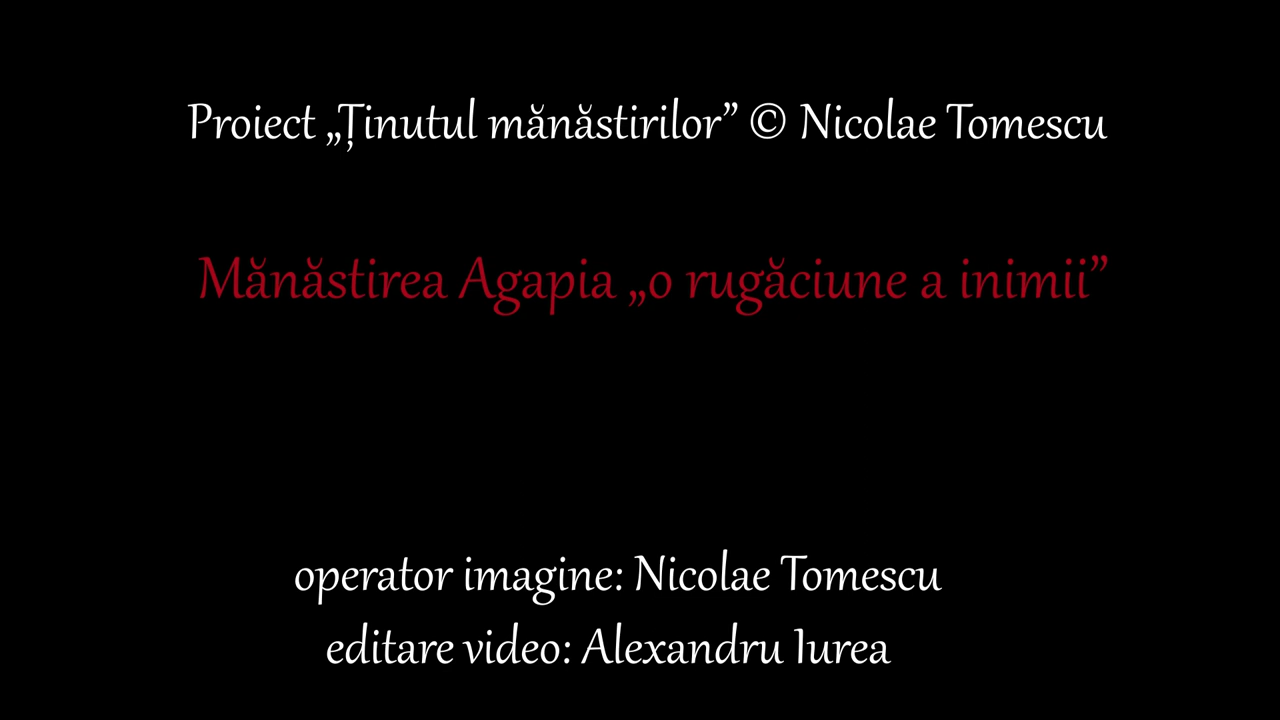 Proiect „Ținutul mănăstirilor” © Nicolae Tomescu
Mănăstirea Agapia „o rugăciune a inimii”
operator imagine: Nicolae Tomescu
editare video: Alexandru Iurea